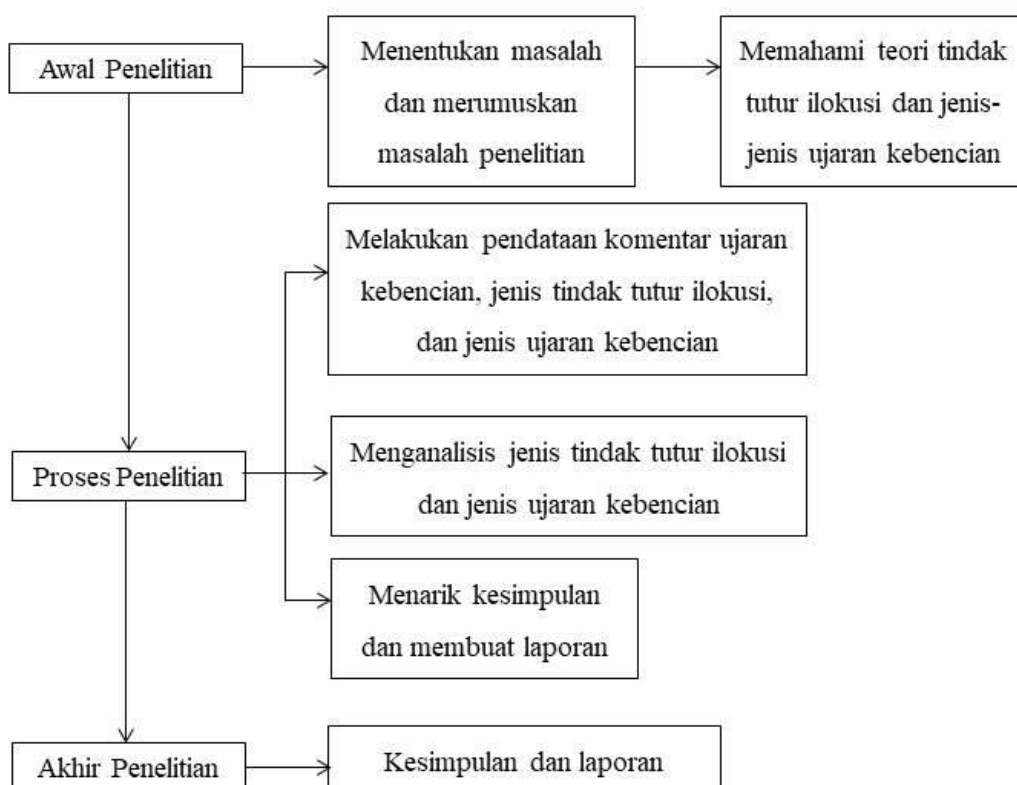 Awal Penelitian
Menentukan masalah
dan merumuskan
masalah penelitian
Memahami teori tindak
tutur ilokusi dan jenis-
jenis ujaran kebencian
Melakukan pendataan komentar ujaran
kebencian, jenis tindak tutur ilokusi,
dan jenis ujaran kebencian
Proses Penelitian
Menganalisis jenis tindak tutur ilokusi
dan jenis ujaran kebencian
Menarik kesimpulan
dan membuat laporan
Akhir Penelitian
Kesimpulan dan laporan